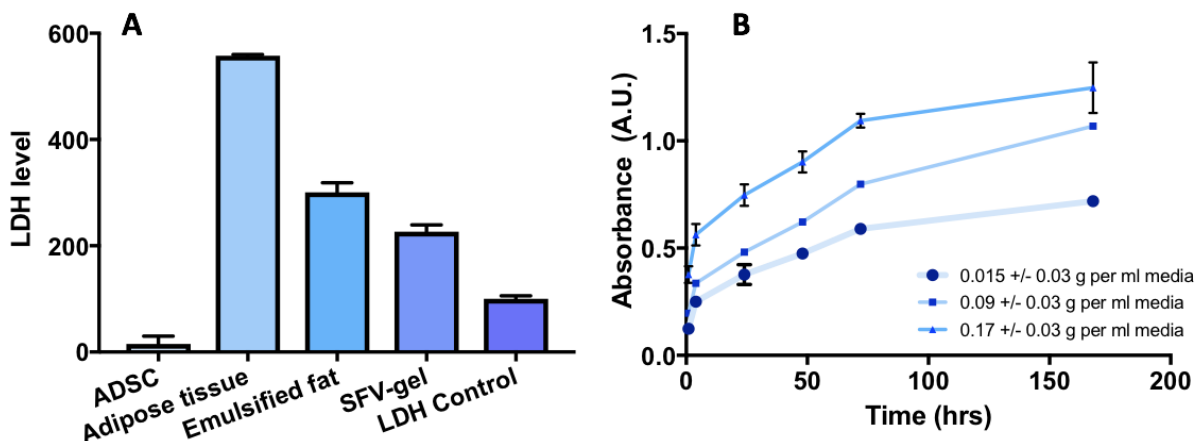 A
LDH level
600
400
200
0
ADSC
Adipose tissue
Emulsified fat
SFV-gel
LDH Control
B
Absorbance (A.U.)
1.5
1.0
0.5
0.0
0.015 +/- 0.03 g per ml media
0.09 +/- 0.03 g per ml media
0.17 +/- 0.03 g per ml media
0
50
100
150
200
Time (hrs)